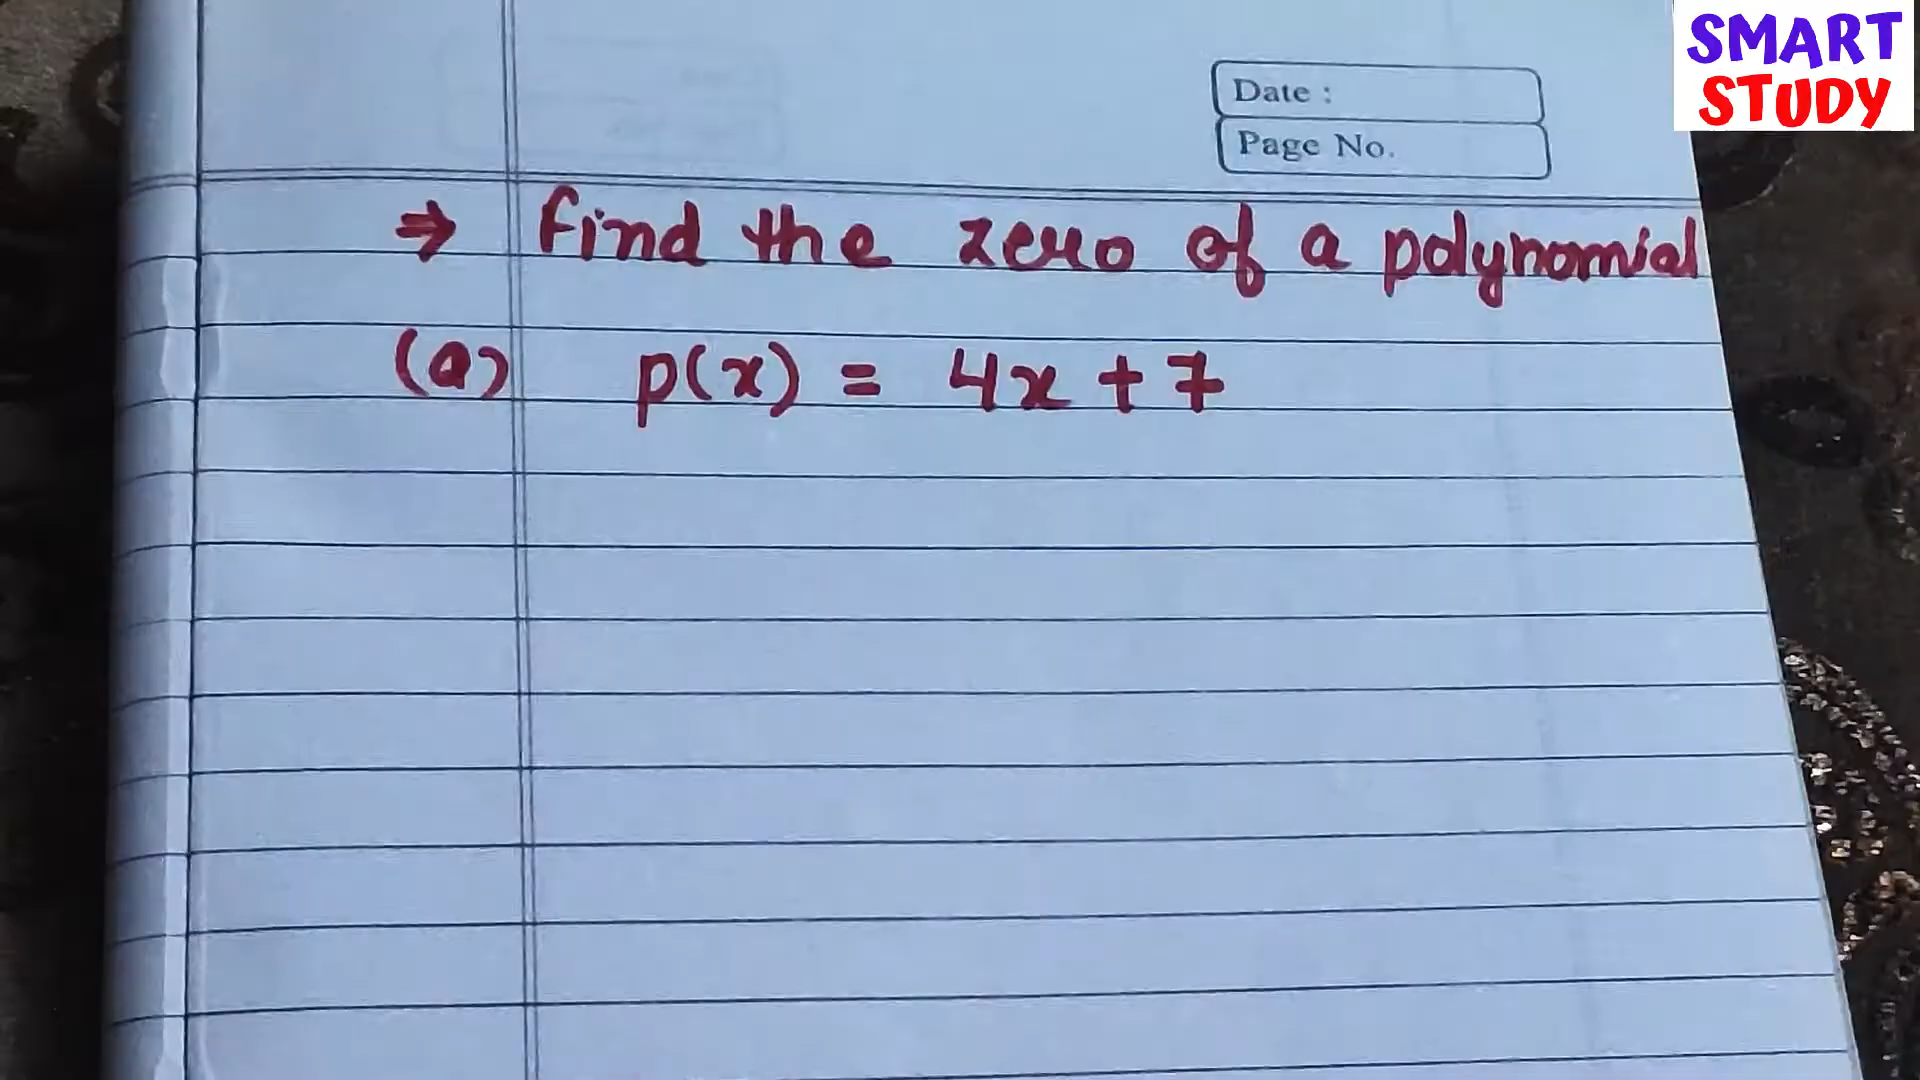 SMART
STUDY
Date :
Page No.
⇒ find the zero of a polynomial
(a) p(x) = 4x + 7